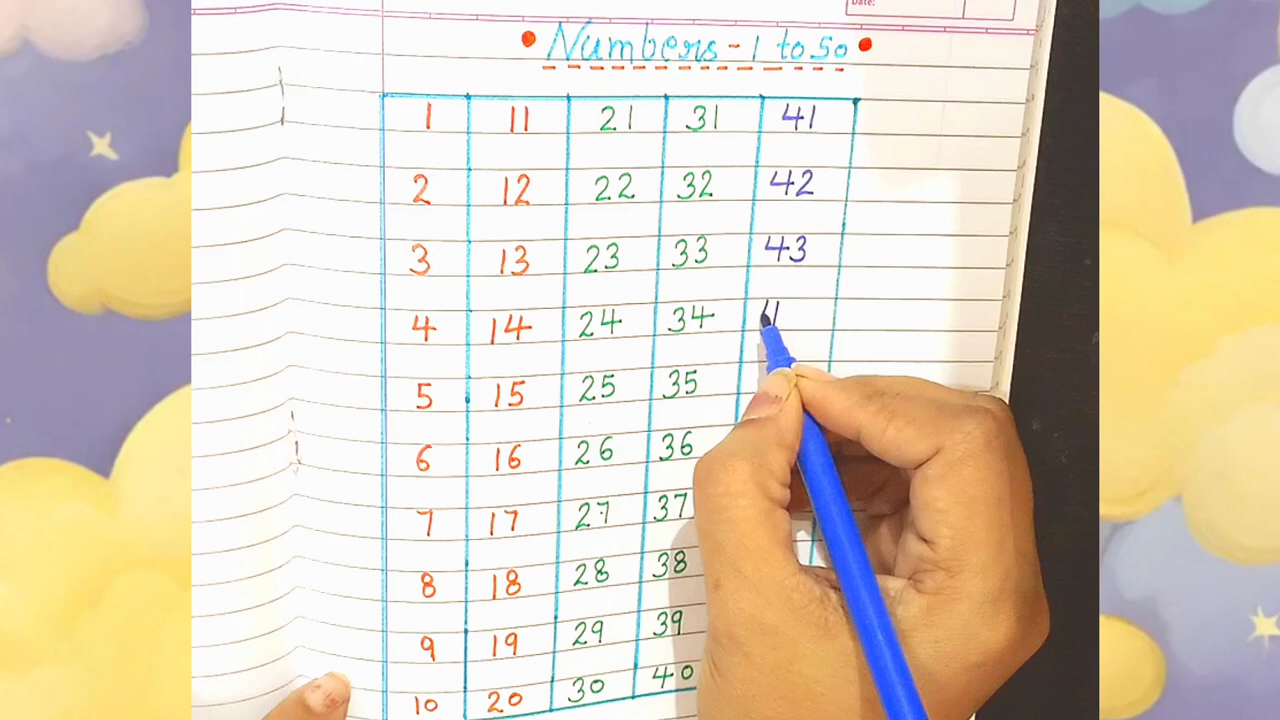 Date:
Numbers - 1 to 50
1 11 21 31 41
2 12 22 32 42
3 13 23 33 43
4 14 24 34
5 15 25 35
6 16 26 36
7 17 27 37
8 18 28 38
9 19 29 39
10 20 30 40